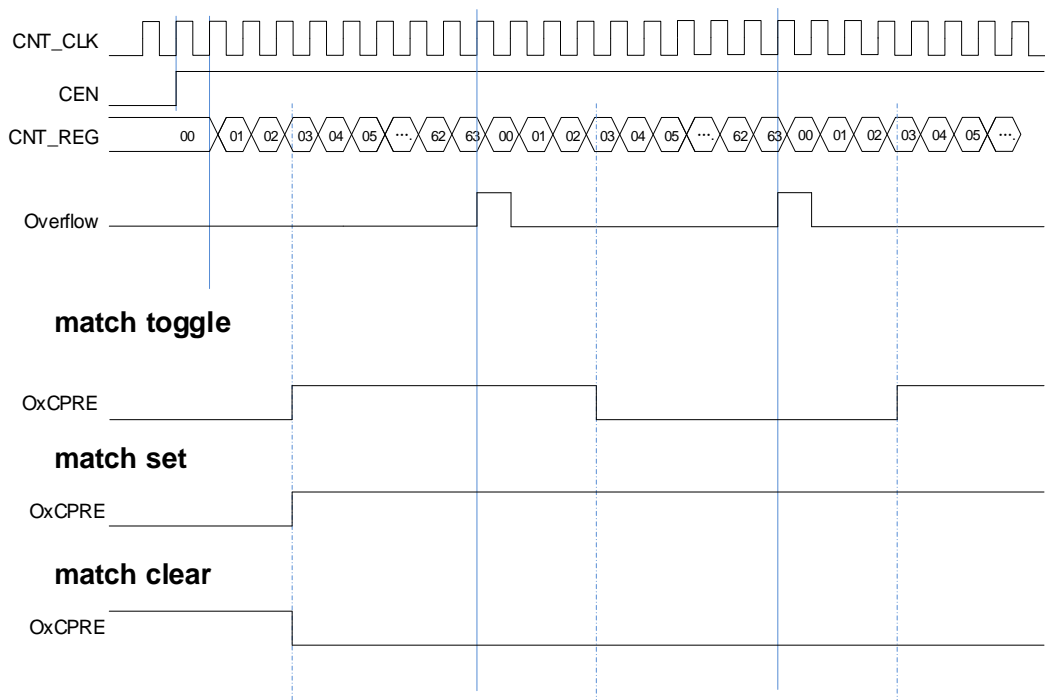 CNT_CLK
CEN
CNT_REG 00 01 02 03 04 05 ···. 62 63 00 01 02 03 04 05 ···. 62 63 00 01 02 03 04 05 ···.
Overflow
match toggle
OxCPRE
match set
OxCPRE
match clear
OxCPRE